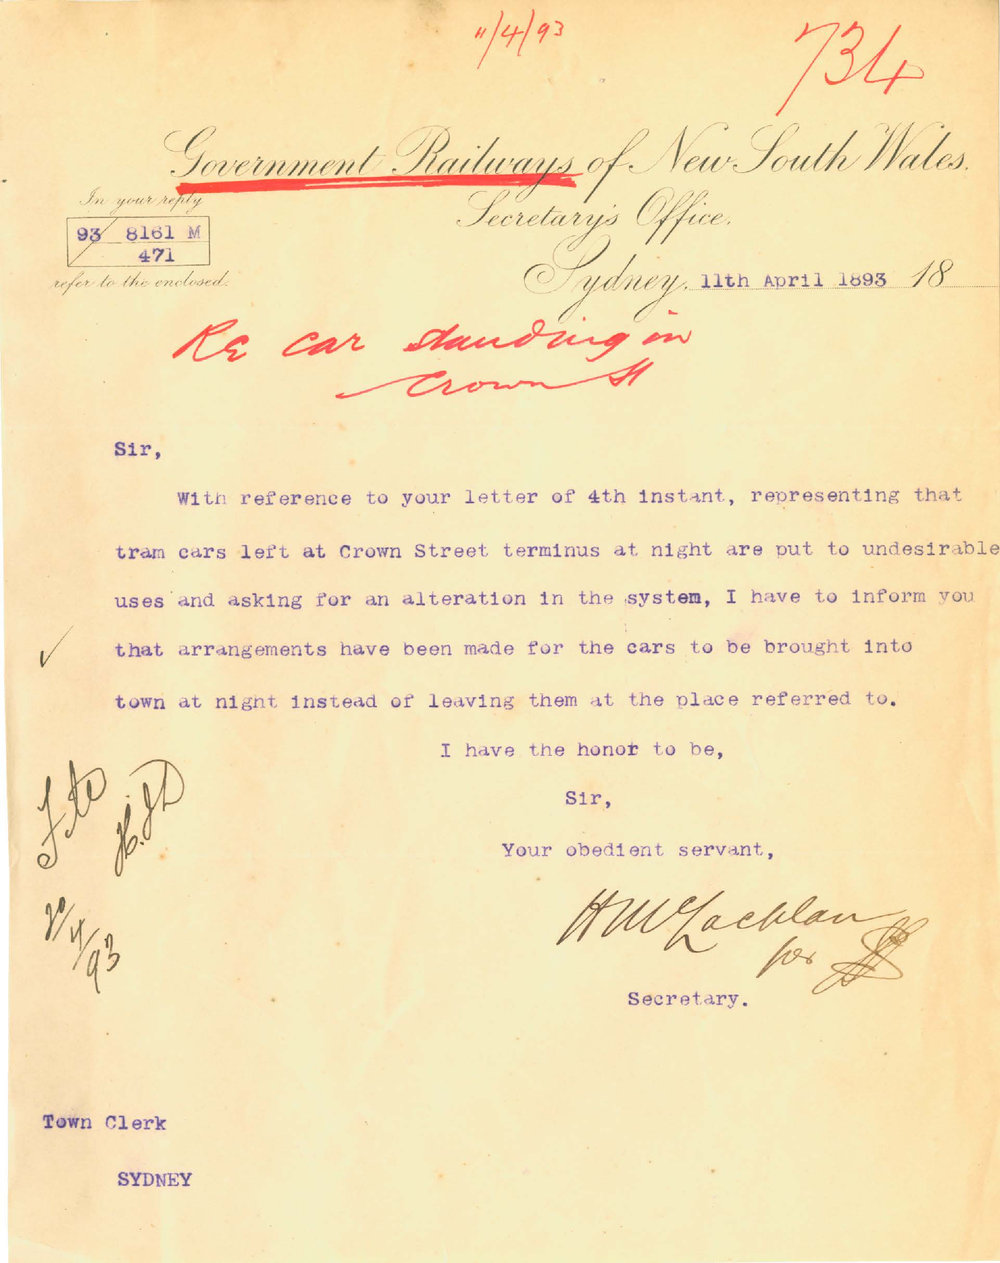 11/4/93
734
Government Railways of New South Wales.
Secretary's Office.
In your reply
93 8161 M
471
refer to the enclosed.
Sydney, 11th April 1893 18
Re car standing in
Crown St
Sir,
With reference to your letter of 4th instant, representing that
tram cars left at Crown Street terminus at night are put to undesirable
uses and asking for an alteration in the system, I have to inform you
that arrangements have been made for the cars to be brought into
town at night instead of leaving them at the place referred to.
I have the honor to be,
Sir,
Your obedient servant,
H McLachlan
per
Secretary.
H.J.D
/4/93
Town Clerk
SYDNEY